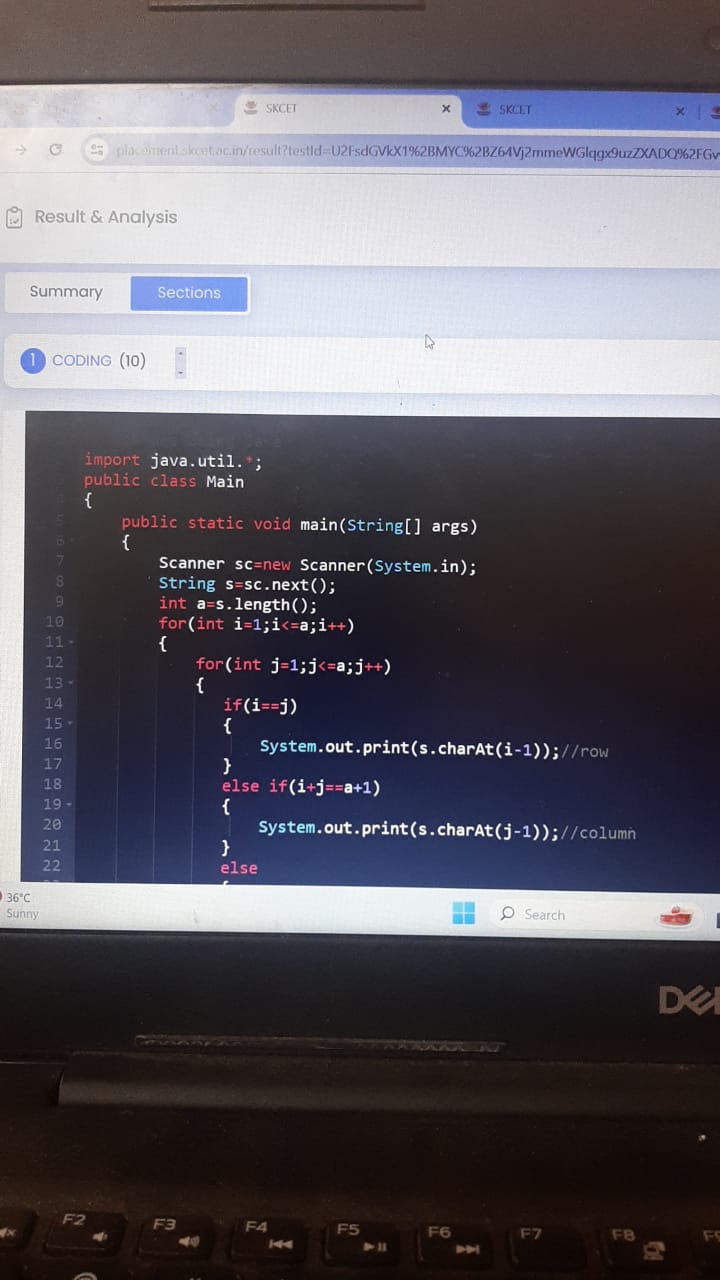 SKCET ×
SKCET ×
placement.skcet.ac.in/result?testId=U2FsdGVkX1%2BMYC%2BZ64Vj2mmeWGlqgx9uzZXADQ%2FGv
Result & Analysis
Summary Sections
1 CODING (10)
import java.util.*;
public class Main
{
5 public static void main(String[] args)
6 {
7 Scanner sc=new Scanner(System.in);
8 String s=sc.next();
9 int a=s.length();
10 for(int i=1;i<=a;i++)
11 {
12 for(int j=1;j<=a;j++)
13 {
14 if(i==j)
15 {
16 System.out.print(s.charAt(i-1));//row
17 }
18 else if(i+j==a+1)
19 {
20 System.out.print(s.charAt(j-1));//column
21 }
22 else
{
36°C
Sunny
Search
DELL
F2 F3 F4 F5 F6 F7 F8